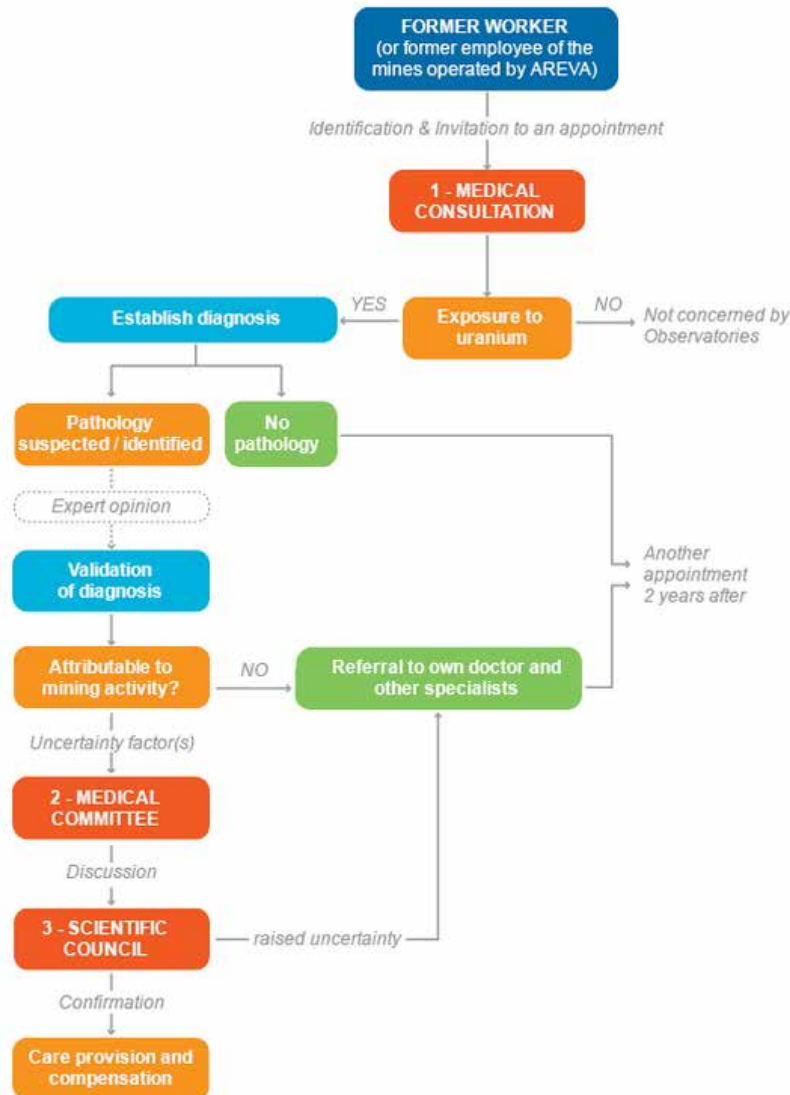 FORMER WORKER
(or former employee of the
mines operated by AREVA)
Identification & Invitation to an appointment
1 - MEDICAL
CONSULTATION
Exposure to
uranium
YES
NO
Not concerned by
Observatories
Establish diagnosis
Pathology
suspected / identified
No
pathology
Expert opinion
Validation
of diagnosis
Another
appointment
2 years after
Attributable to
mining activity?
NO
Referral to own doctor and
other specialists
Uncertainty factor(s)
2 - MEDICAL
COMMITTEE
Discussion
3 - SCIENTIFIC
COUNCIL
raised uncertainty
Confirmation
Care provision and
compensation